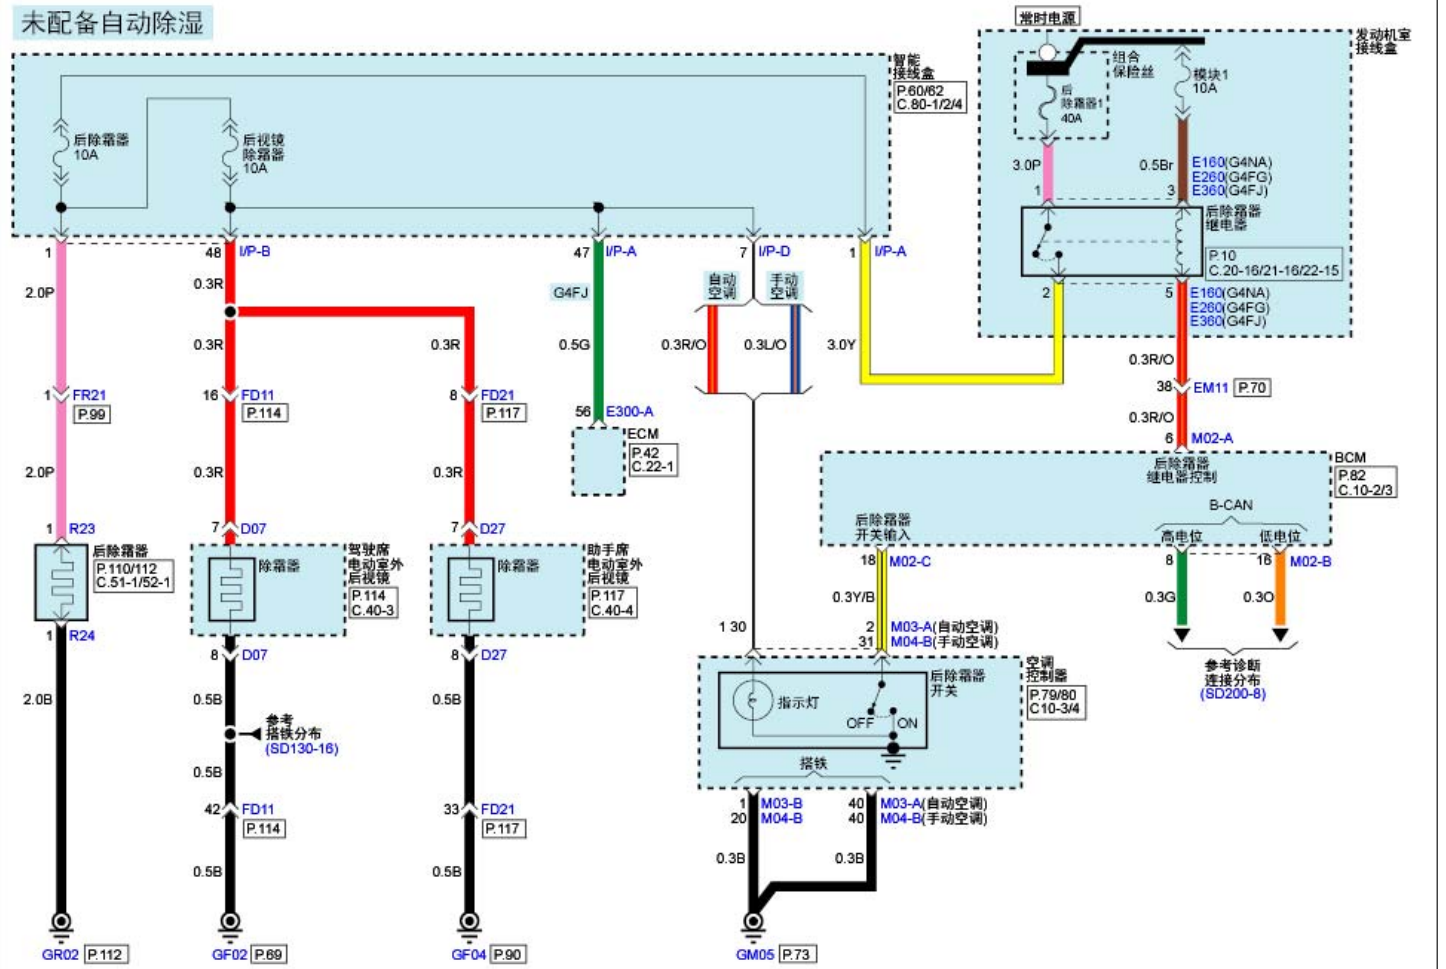 未配备自动除湿
常时电源
发动机室
接线盒
智能
接线盒
P.60/62
C.80-1/2/4
组合
保险丝
模块1
10A
后
除霜器1
40A
后除霜器
10A
后视镜
除霜器
10A
3.0P
0.5Br
E160(G4NA)
E260(G4FG)
E360(G4FJ)
1
3
后除霜器
继电器
P.10
C.20-16/21-16/22-15
1
48
I/P-B
47
I/P-A
7
I/P-D
1
I/P-A
2
5
E160(G4NA)
E260(G4FG)
E360(G4FJ)
2.0P
0.3R
G4FJ
自动
空调
手动
空调
0.3R
0.3R
0.5G
0.3R/O
0.3L/O
3.0Y
0.3R/O
1
FR21
P.99
16
FD11
P.114
8
FD21
P.117
38
EM11
P.70
56
E300-A
ECM
P.42
C.22-1
0.3R/O
6
M02-A
2.0P
0.3R
0.3R
后除霜器
继电器控制
BCM
P.82
C.10-2/3
B-CAN
后除霜器
开关输入
高电位
低电位
1
R23
7
D07
7
D27
18
M02-C
8
16
M02-B
后除霜器
P.110/112
C.51-1/52-1
除霜器
驾驶席
电动室外
后视镜
P.114
C.40-3
除霜器
助手席
电动室外
后视镜
P.117
C.40-4
0.3Y/B
0.3G
0.3O
1
R24
8
D07
8
D27
1 30
2
M03-A(自动空调)
31
M04-B(手动空调)
参考诊断
连接分布
(SD200-8)
2.0B
0.5B
0.5B
指示灯
后除霜器
开关
OFF
ON
空调
控制器
P.79/80
C10-3/4
参考
搭铁分布
(SD130-16)
搭铁
0.5B
42
FD11
P.114
33
FD21
P.117
1
M03-B
20
M04-B
40
M03-A(自动空调)
40
M04-B(手动空调)
0.5B
0.5B
0.3B
0.3B
GR02
P.112
GF02
P.69
GF04
P.90
GM05
P.73